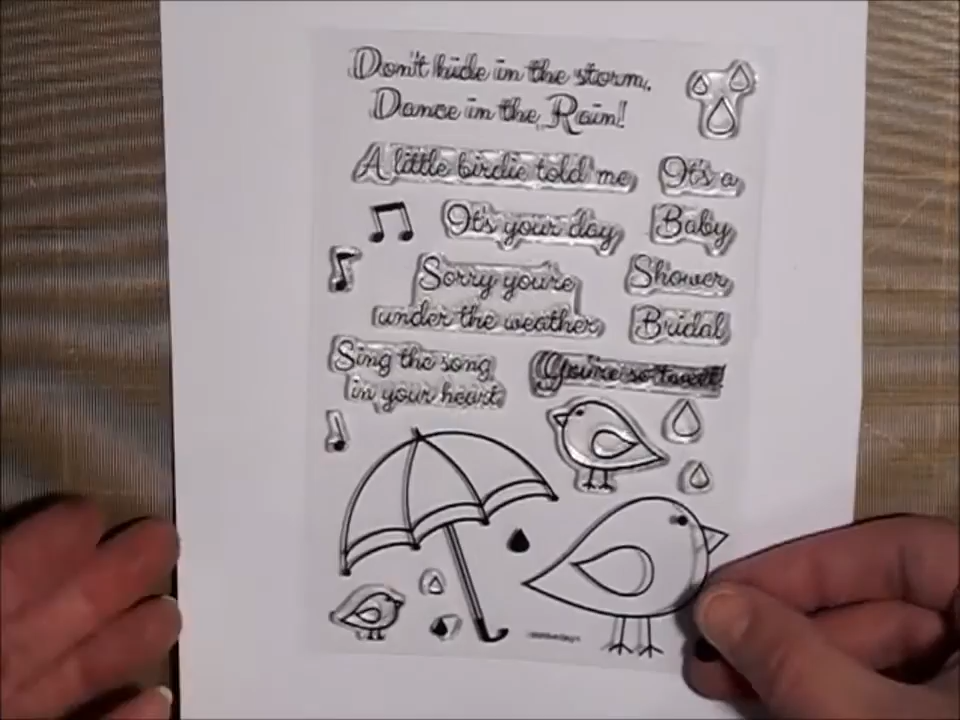 Don't hide in the storm.
Dance in the Rain!
A little birdie told me
It's a
It's your day
Baby
Sorry you're
under the weather
Shower
Bridal
Sing the song
in your heart
You're so tweet!